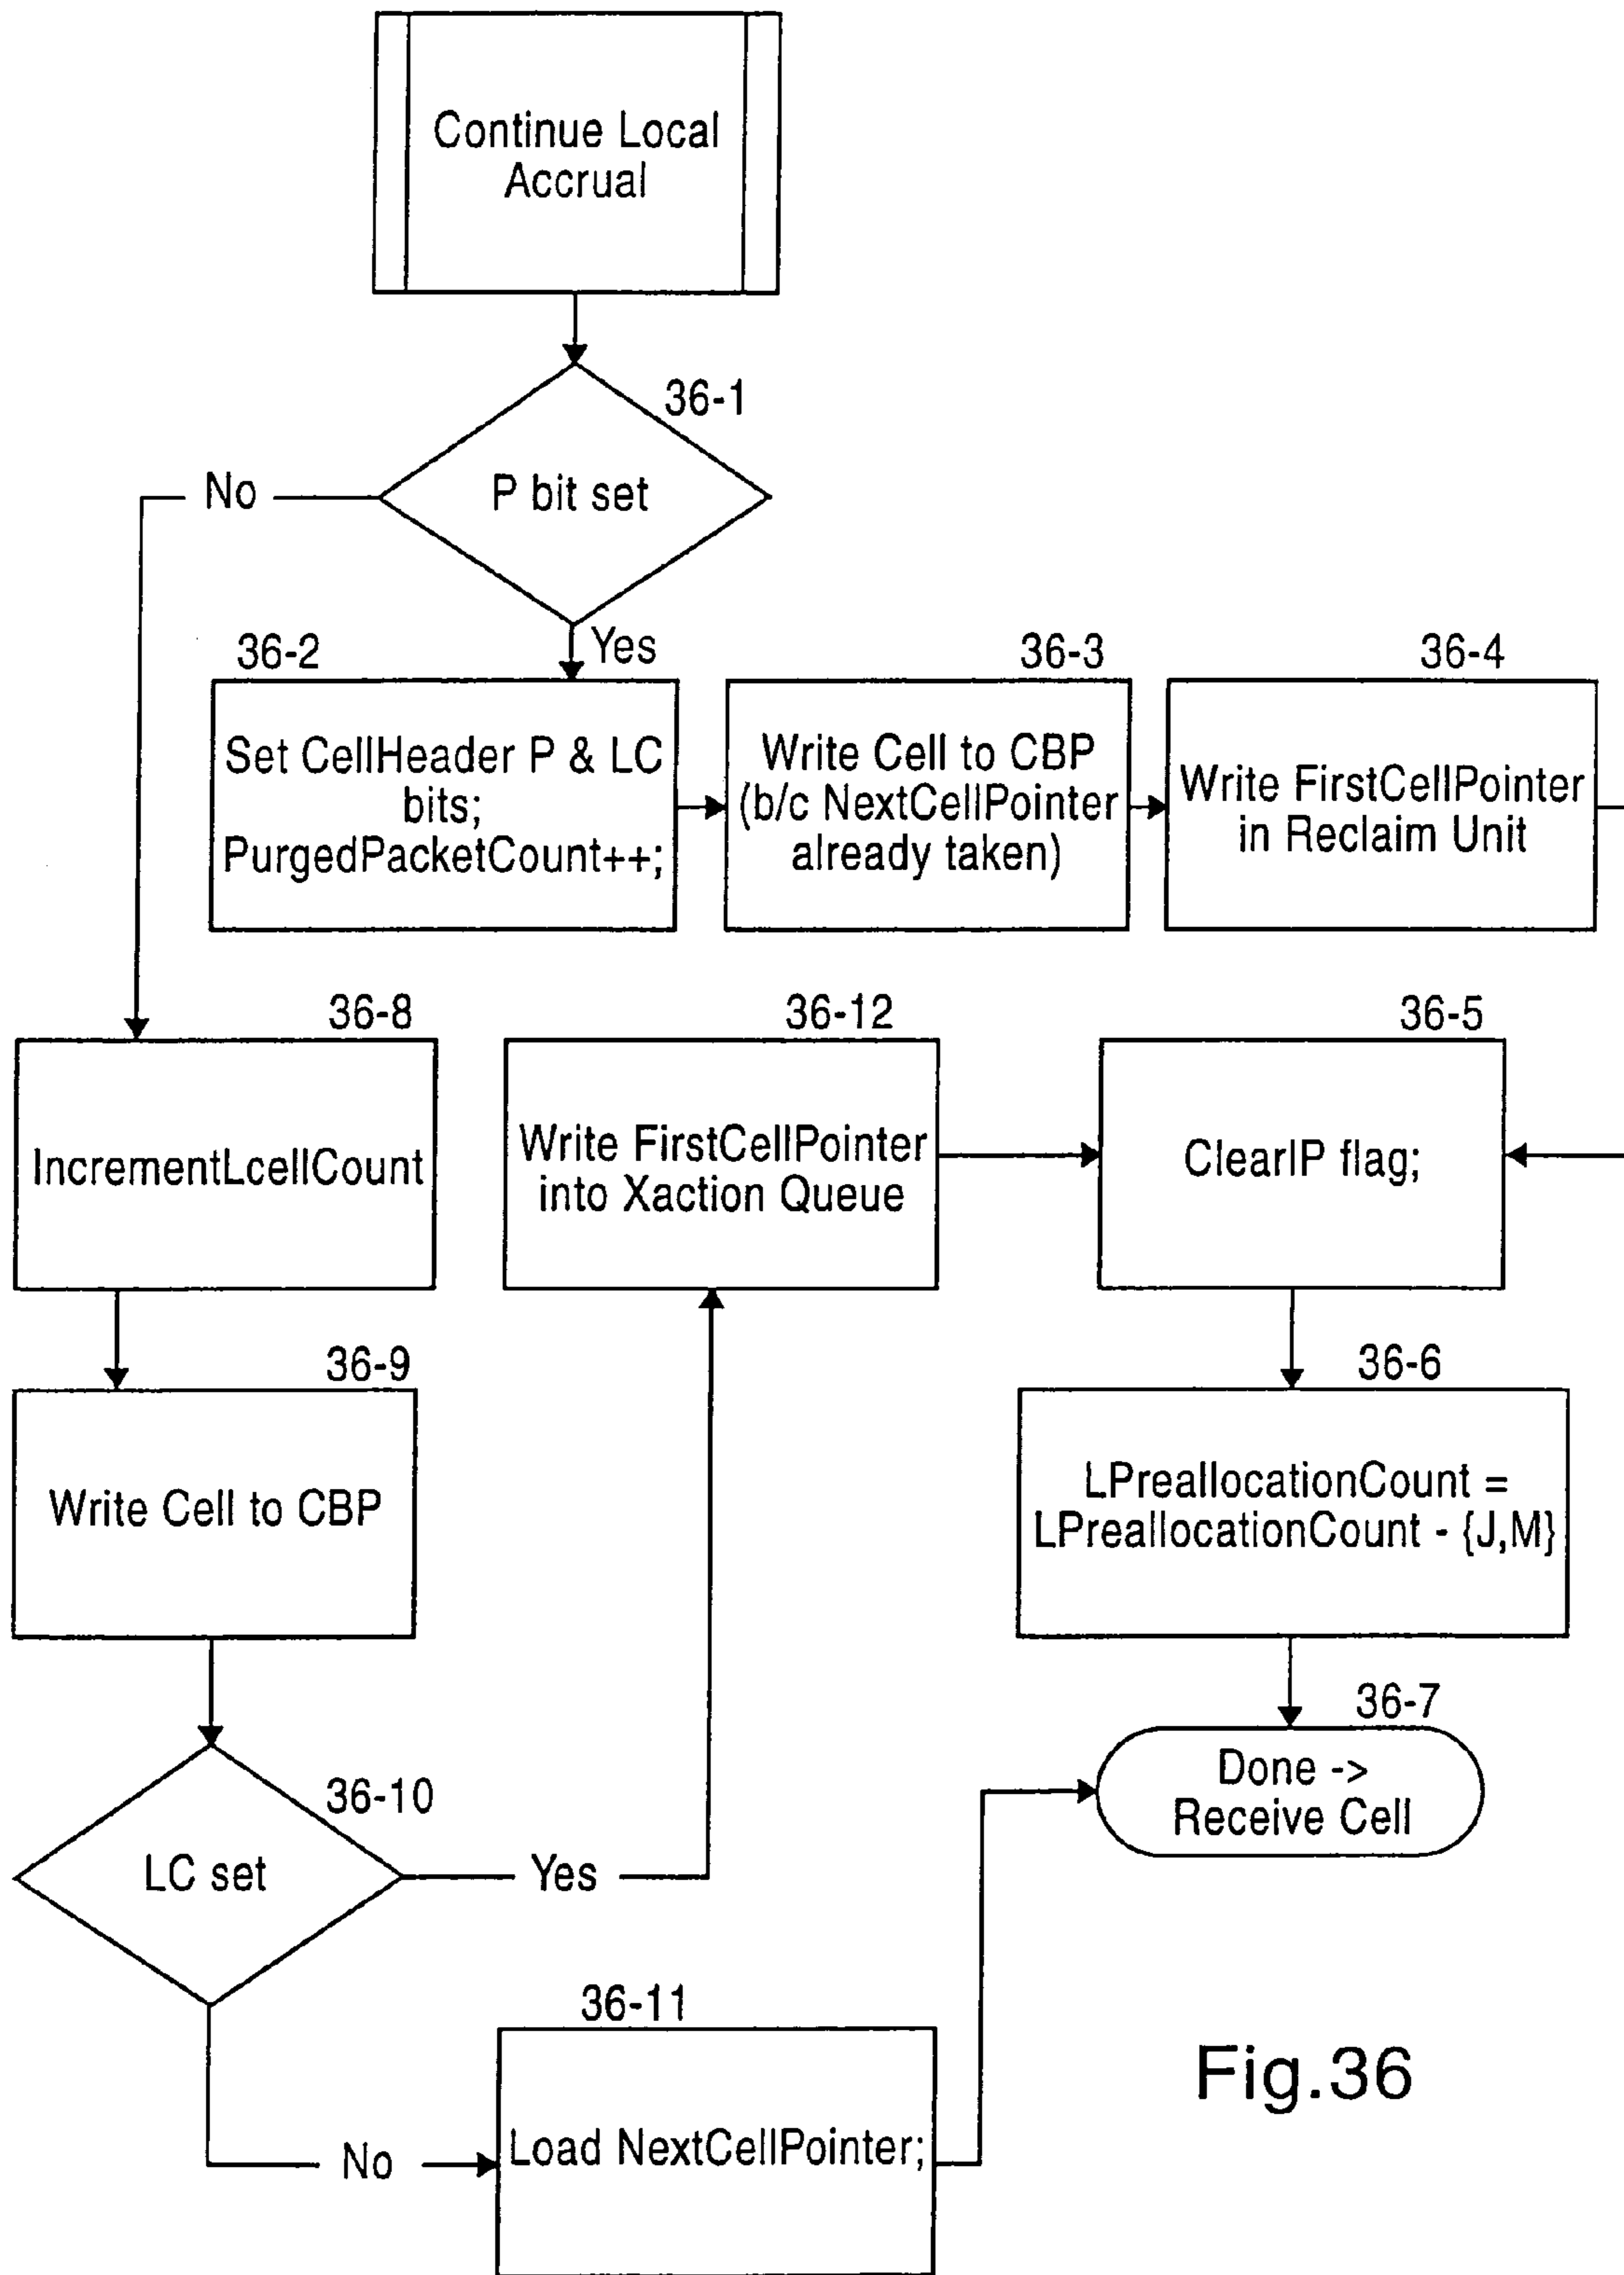 Continue Local
Accrual
36-1
P bit set
No
Yes
36-2
Set CellHeader P & LC
bits;
PurgedPacketCount++;
36-3
Write Cell to CBP
(b/c NextCellPointer
already taken)
36-4
Write FirstCellPointer
in Reclaim Unit
36-8
IncrementLcellCount
36-12
Write FirstCellPointer
into Xaction Queue
36-5
ClearIP flag;
36-9
Write Cell to CBP
36-6
LPreallocationCount =
LPreallocationCount - {J,M}
36-7
Done ->
Receive Cell
36-10
LC set
Yes
No
36-11
Load NextCellPointer;
Fig.36